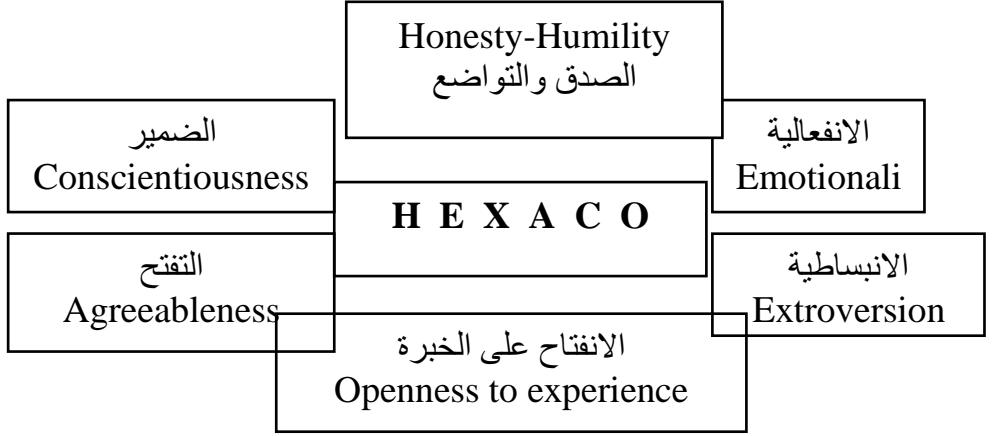 Honesty-Humility
الصدق والتواضع
الضمير
Conscientiousness
الانفعالية
Emotionali
H E X A C O
التفتح
Agreeableness
الانبساطية
Extroversion
الانفتاح على الخبرة
Openness to experience